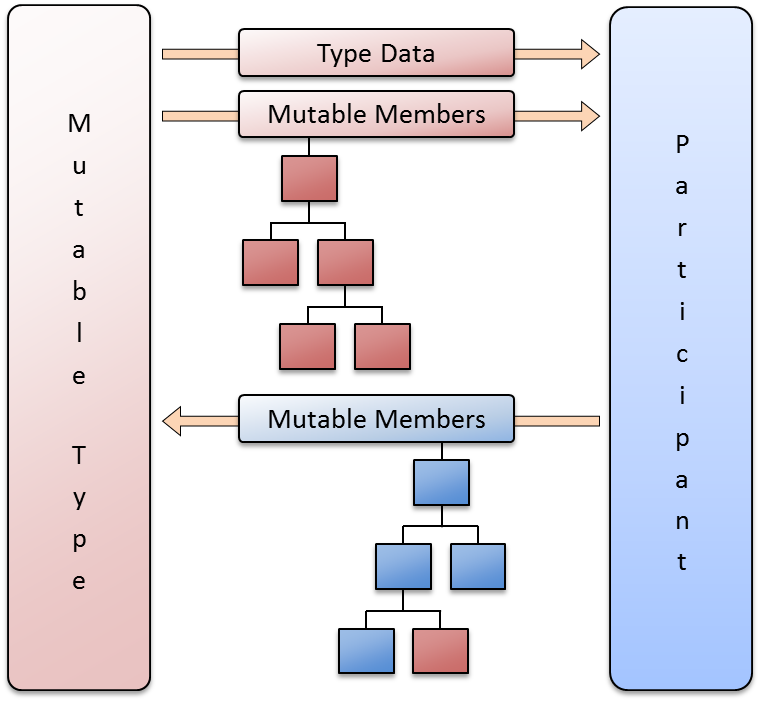 Mutable Type
Type Data
Mutable Members
Mutable Members
Participant